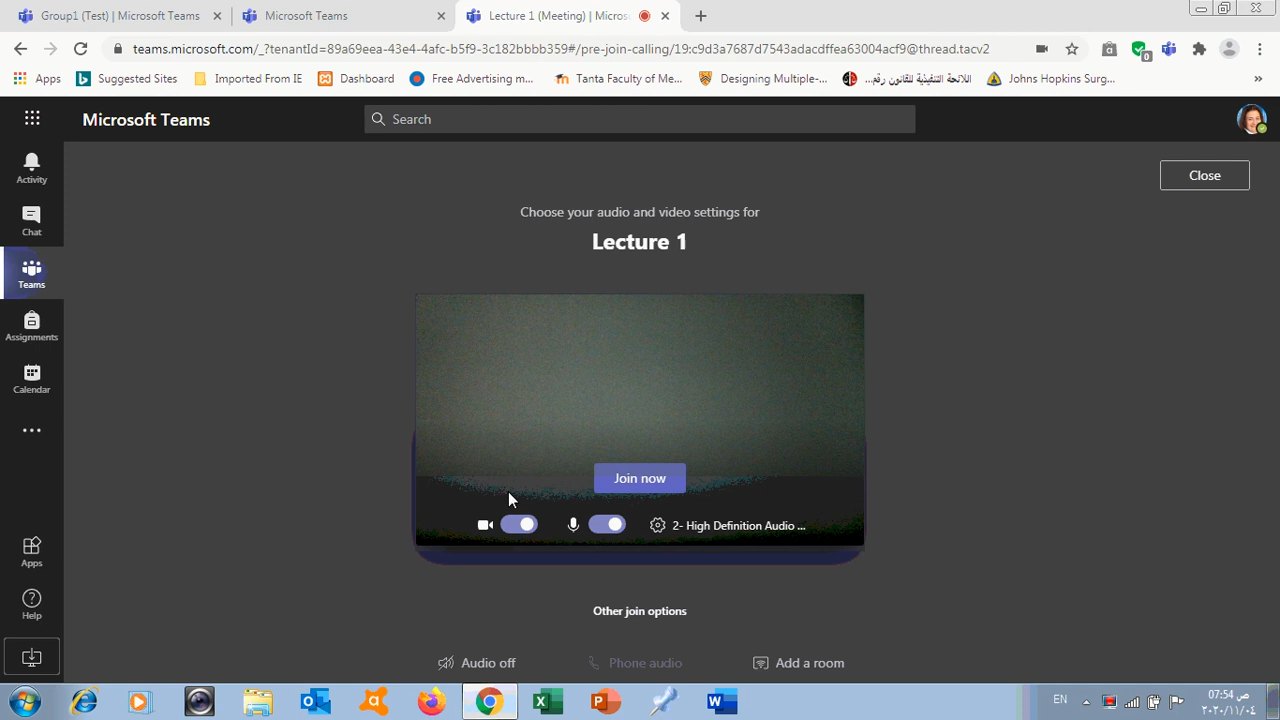 Group1 (Test) | Microsoft Teams
Microsoft Teams
Lecture 1 (Meeting) | Micros
teams.microsoft.com/_?tenantId=89a69eea-43e4-4afc-b5f9-3c182bbbb359#/pre-join-calling/19:c9d3a7687d7543adacdffea63004acf9@thread.tacv2
0
Apps
Suggested Sites
Imported From IE
Dashboard
Free Advertising m...
Tanta Faculty of Me...
Designing Multiple-...
اللائحة التنفيذية للقانون رقم...
Johns Hopkins Surg...
»
Microsoft Teams
Search
Activity
Chat
Teams
Assignments
Calendar
Apps
Help
Close
Choose your audio and video settings for
Lecture 1
Join now
2- High Definition Audio ...
Other join options
Audio off
Phone audio
Add a room
EN
07:54 ص
٢٠٢٠/١١/٠٤